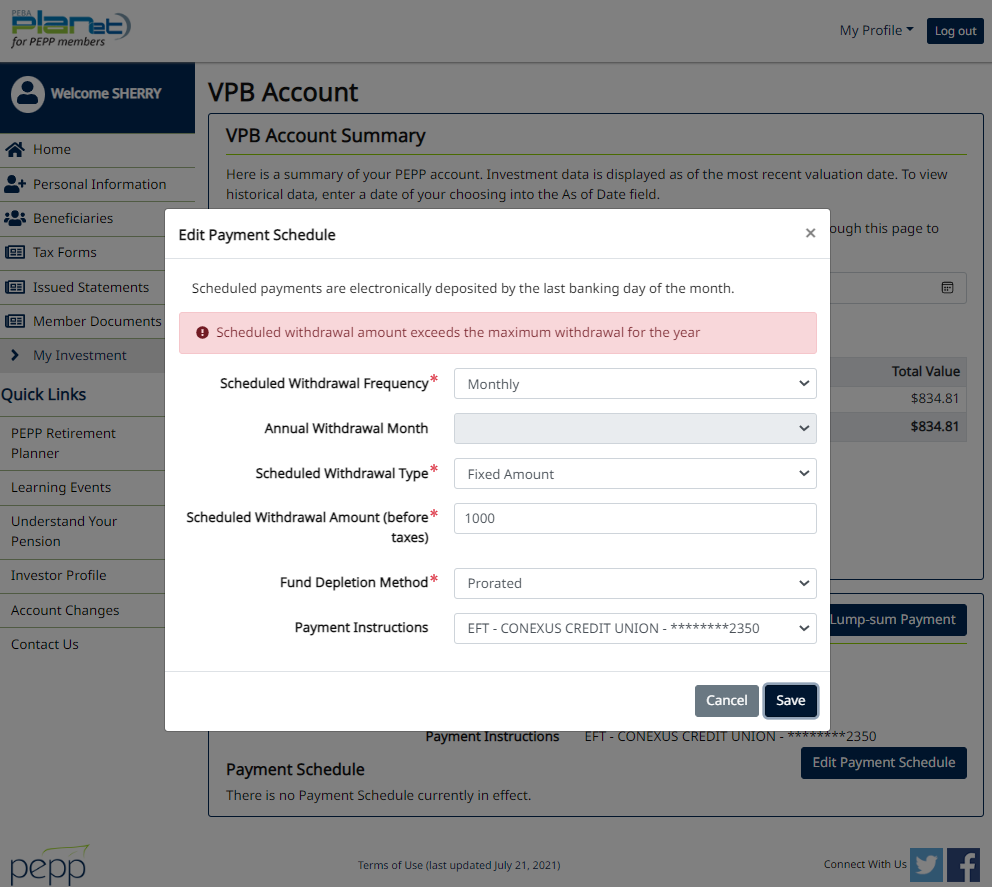 PEBA
planet
for PEPP members
My Profile
Log out
Welcome SHERRY
Home
Personal Information
Beneficiaries
Tax Forms
Issued Statements
Member Documents
My Investment
Quick Links
PEPP Retirement
Planner
Learning Events
Understand Your
Pension
Investor Profile
Account Changes
Contact Us
VPB Account
VPB Account Summary
Here is a summary of your PEPP account. Investment data is displayed as of the most recent valuation date. To view
historical data, enter a date of your choosing into the As of Date field.
ough this page to
Total Value
$834.81
$834.81
Edit Payment Schedule
×
Scheduled payments are electronically deposited by the last banking day of the month.
Scheduled withdrawal amount exceeds the maximum withdrawal for the year
Scheduled Withdrawal Frequency* Monthly
Annual Withdrawal Month
Scheduled Withdrawal Type* Fixed Amount
Scheduled Withdrawal Amount (before* 1000
taxes)
Fund Depletion Method* Prorated
Payment Instructions EFT - CONEXUS CREDIT UNION - ********2350
Cancel Save
Lump-sum Payment
Payment Instructions EFT - CONEXUS CREDIT UNION - ********2350
Edit Payment Schedule
Payment Schedule
There is no Payment Schedule currently in effect.
pepp
Terms of Use (last updated July 21, 2021)
Connect With Us